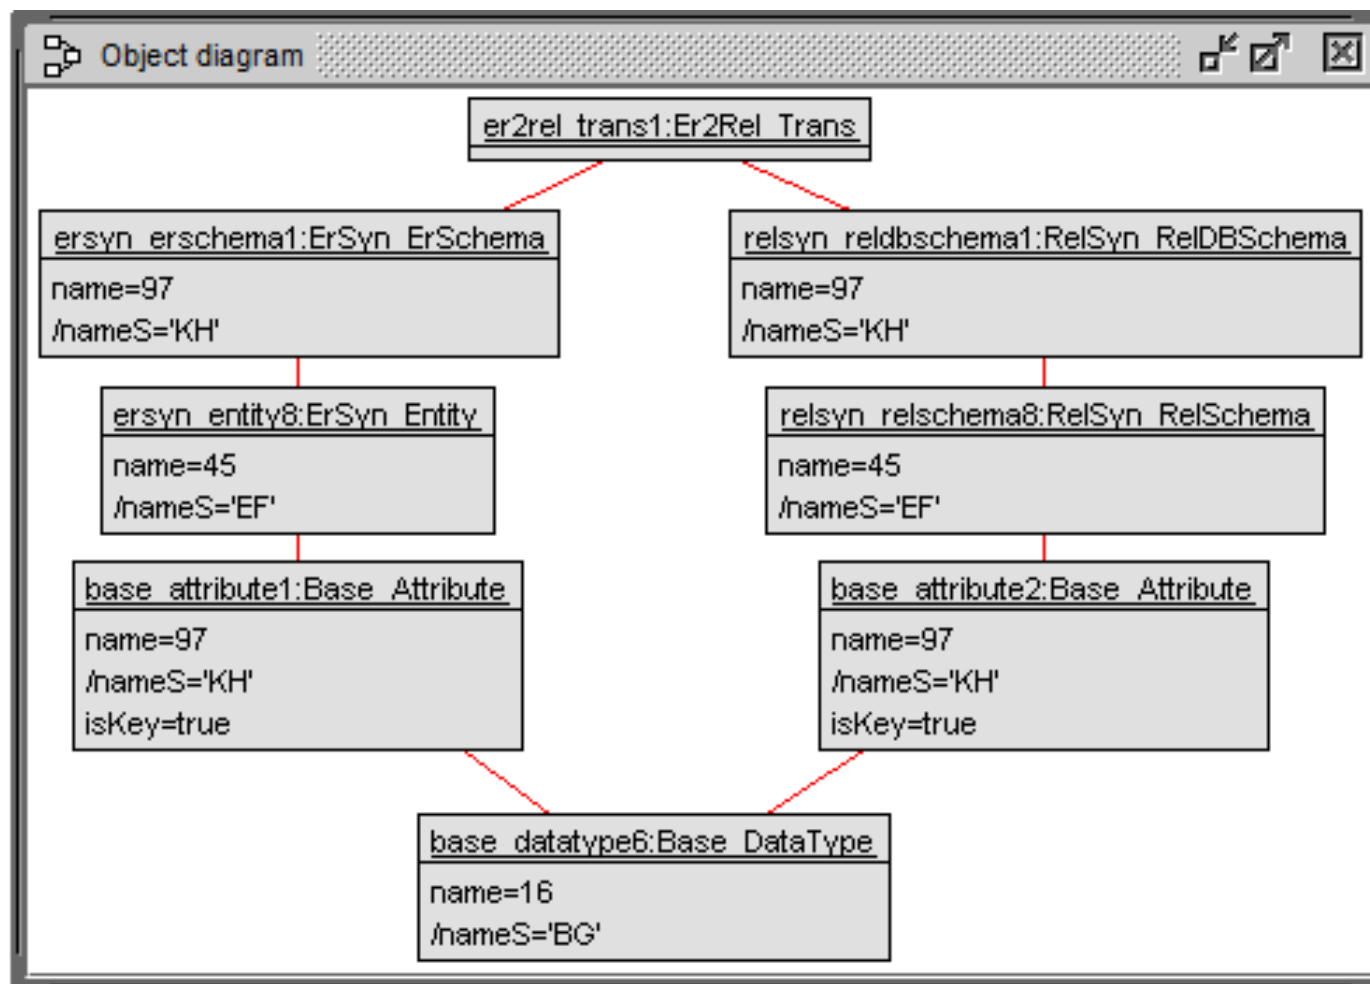 Object diagram
er2rel_trans1:Er2Rel_Trans
ersyn_erschema1:ErSyn_ErSchema
name=97
/nameS='KH'
relsyn_reldbschema1:RelSyn_RelDBSchema
name=97
/nameS='KH'
ersyn_entity8:ErSyn_Entity
name=45
/nameS='EF'
relsyn_relschema8:RelSyn_RelSchema
name=45
/nameS='EF'
base_attribute1:Base_Attribute
name=97
/nameS='KH'
isKey=true
base_attribute2:Base_Attribute
name=97
/nameS='KH'
isKey=true
base_datatype6:Base_DataType
name=16
/nameS='BG'